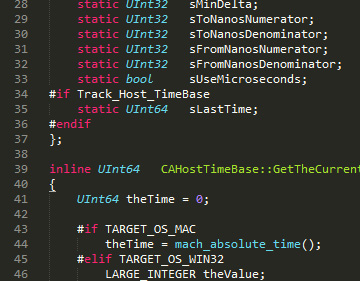 28 static UInt32 sMinDelta;
29 static UInt32 sToNanosNumerator;
30 static UInt32 sToNanosDenominator;
31 static UInt32 sFromNanosNumerator;
32 static UInt32 sFromNanosDenominator;
33 static bool sUseMicroseconds;
34 #if Track_Host_TimeBase
35 static UInt64 sLastTime;
36 #endif
37 };
38
39 inline UInt64 CAHostTimeBase::GetTheCurrent
40 {
41 UInt64 theTime = 0;
42
43 #if TARGET_OS_MAC
44 theTime = mach_absolute_time();
45 #elif TARGET_OS_WIN32
46 LARGE_INTEGER theValue;